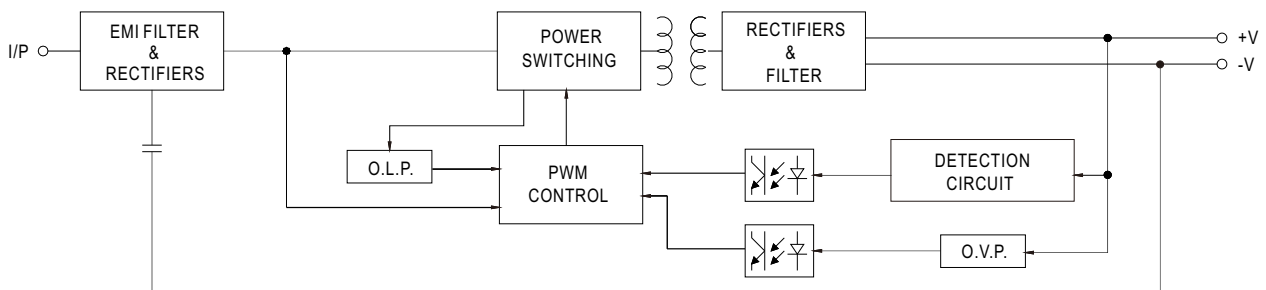 I/P
EMI FILTER
&
RECTIFIERS
POWER
SWITCHING
RECTIFIERS
&
FILTER
+V
-V
O.L.P.
PWM
CONTROL
DETECTION
CIRCUIT
O.V.P.